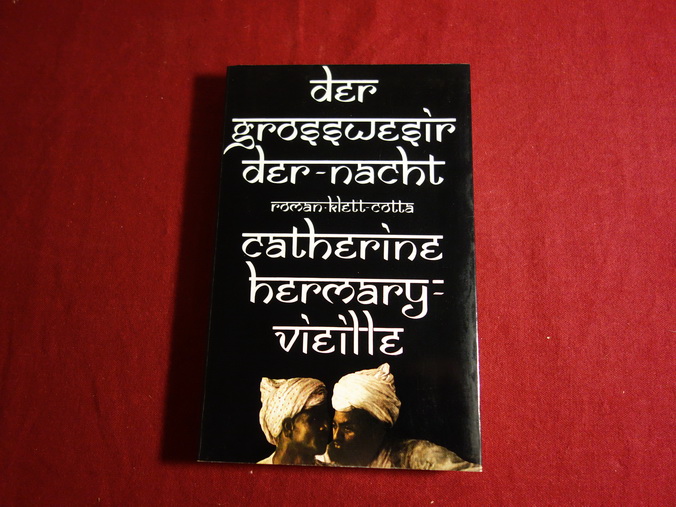 der
grosswesir
der-nacht
roman·klett-cotta
catherine
hermary-
vieille